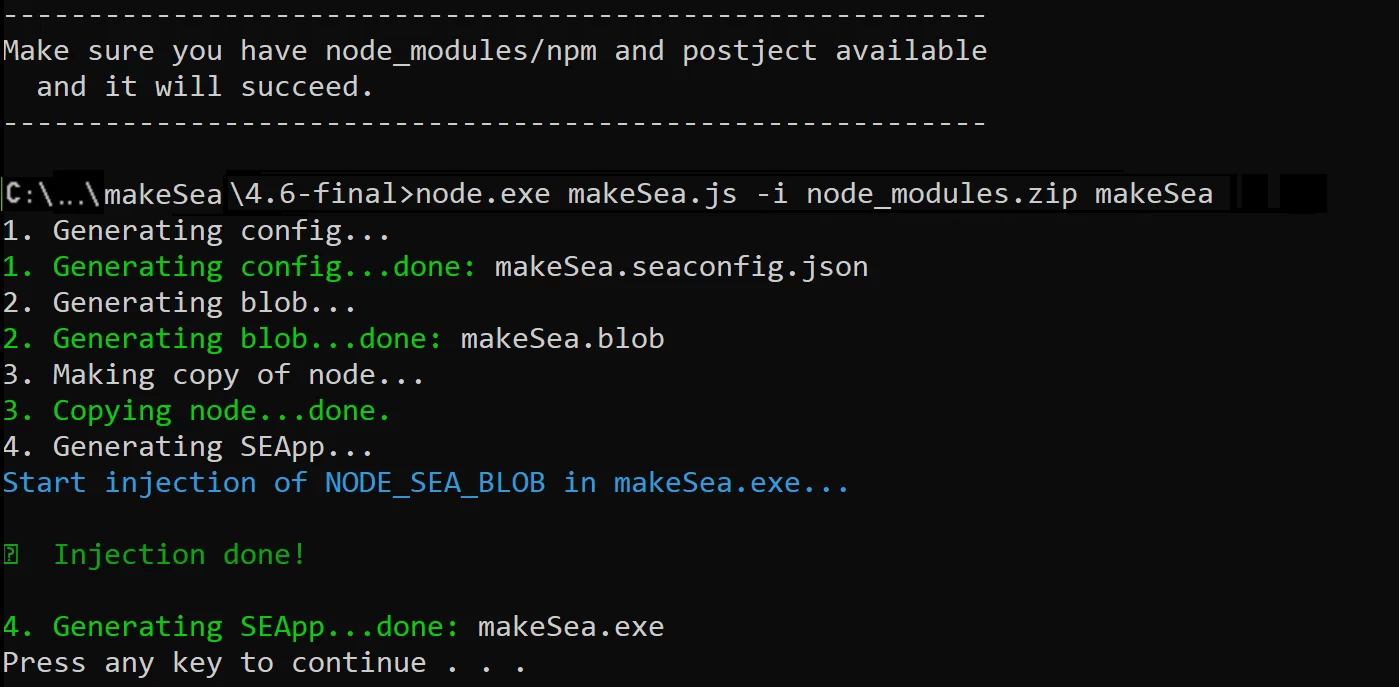 ----------------------------------------------------------
Make sure you have node_modules/npm and postject available
  and it will succeed.
----------------------------------------------------------
C:\...\makeSea\4.6-final>node.exe makeSea.js -i node_modules.zip makeSea
1. Generating config...
1. Generating config...done: makeSea.seaconfig.json
2. Generating blob...
2. Generating blob...done: makeSea.blob
3. Making copy of node...
3. Copying node...done.
4. Generating SEApp...
Start injection of NODE_SEA_BLOB in makeSea.exe...
Injection done!
4. Generating SEApp...done: makeSea.exe
Press any key to continue . . .